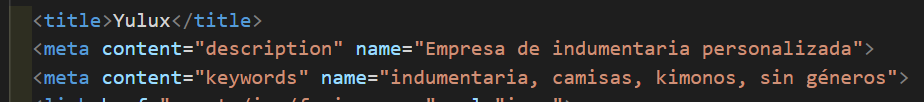 <title>Yulux</title>
<meta content="description" name="Empresa de indumentaria personalizada">
<meta content="keywords" name="indumentaria, camisas, kimonos, sin géneros">